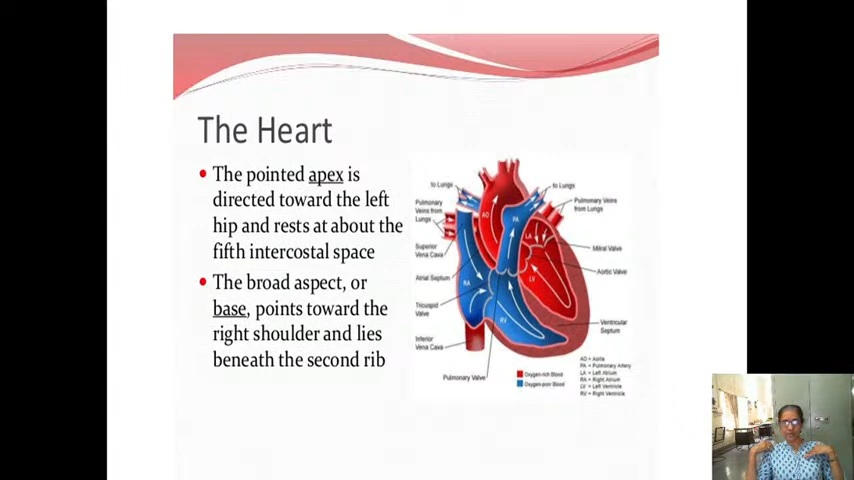 The Heart
• The pointed apex is
directed toward the left
hip and rests at about the
fifth intercostal space
• The broad aspect, or
base, points toward the
right shoulder and lies
beneath the second rib
to Lungs
to Lungs
Pulmonary
Veins from
Lungs
Pulmonary Veins
from Lungs
AO
PA
LA
Superior
Vena Cava
Mitral Valve
Aortic Valve
Atrial Septum
RA
LV
Tricuspid
Valve
RV
Ventricular
Septum
Inferior
Vena Cava
Pulmonary Valve
Oxygen-rich Blood
Oxygen-poor Blood
AO = Aorta
PA = Pulmonary Artery
LA = Left Atrium
RA = Right Atrium
LV = Left Ventricle
RV = Right Ventricle